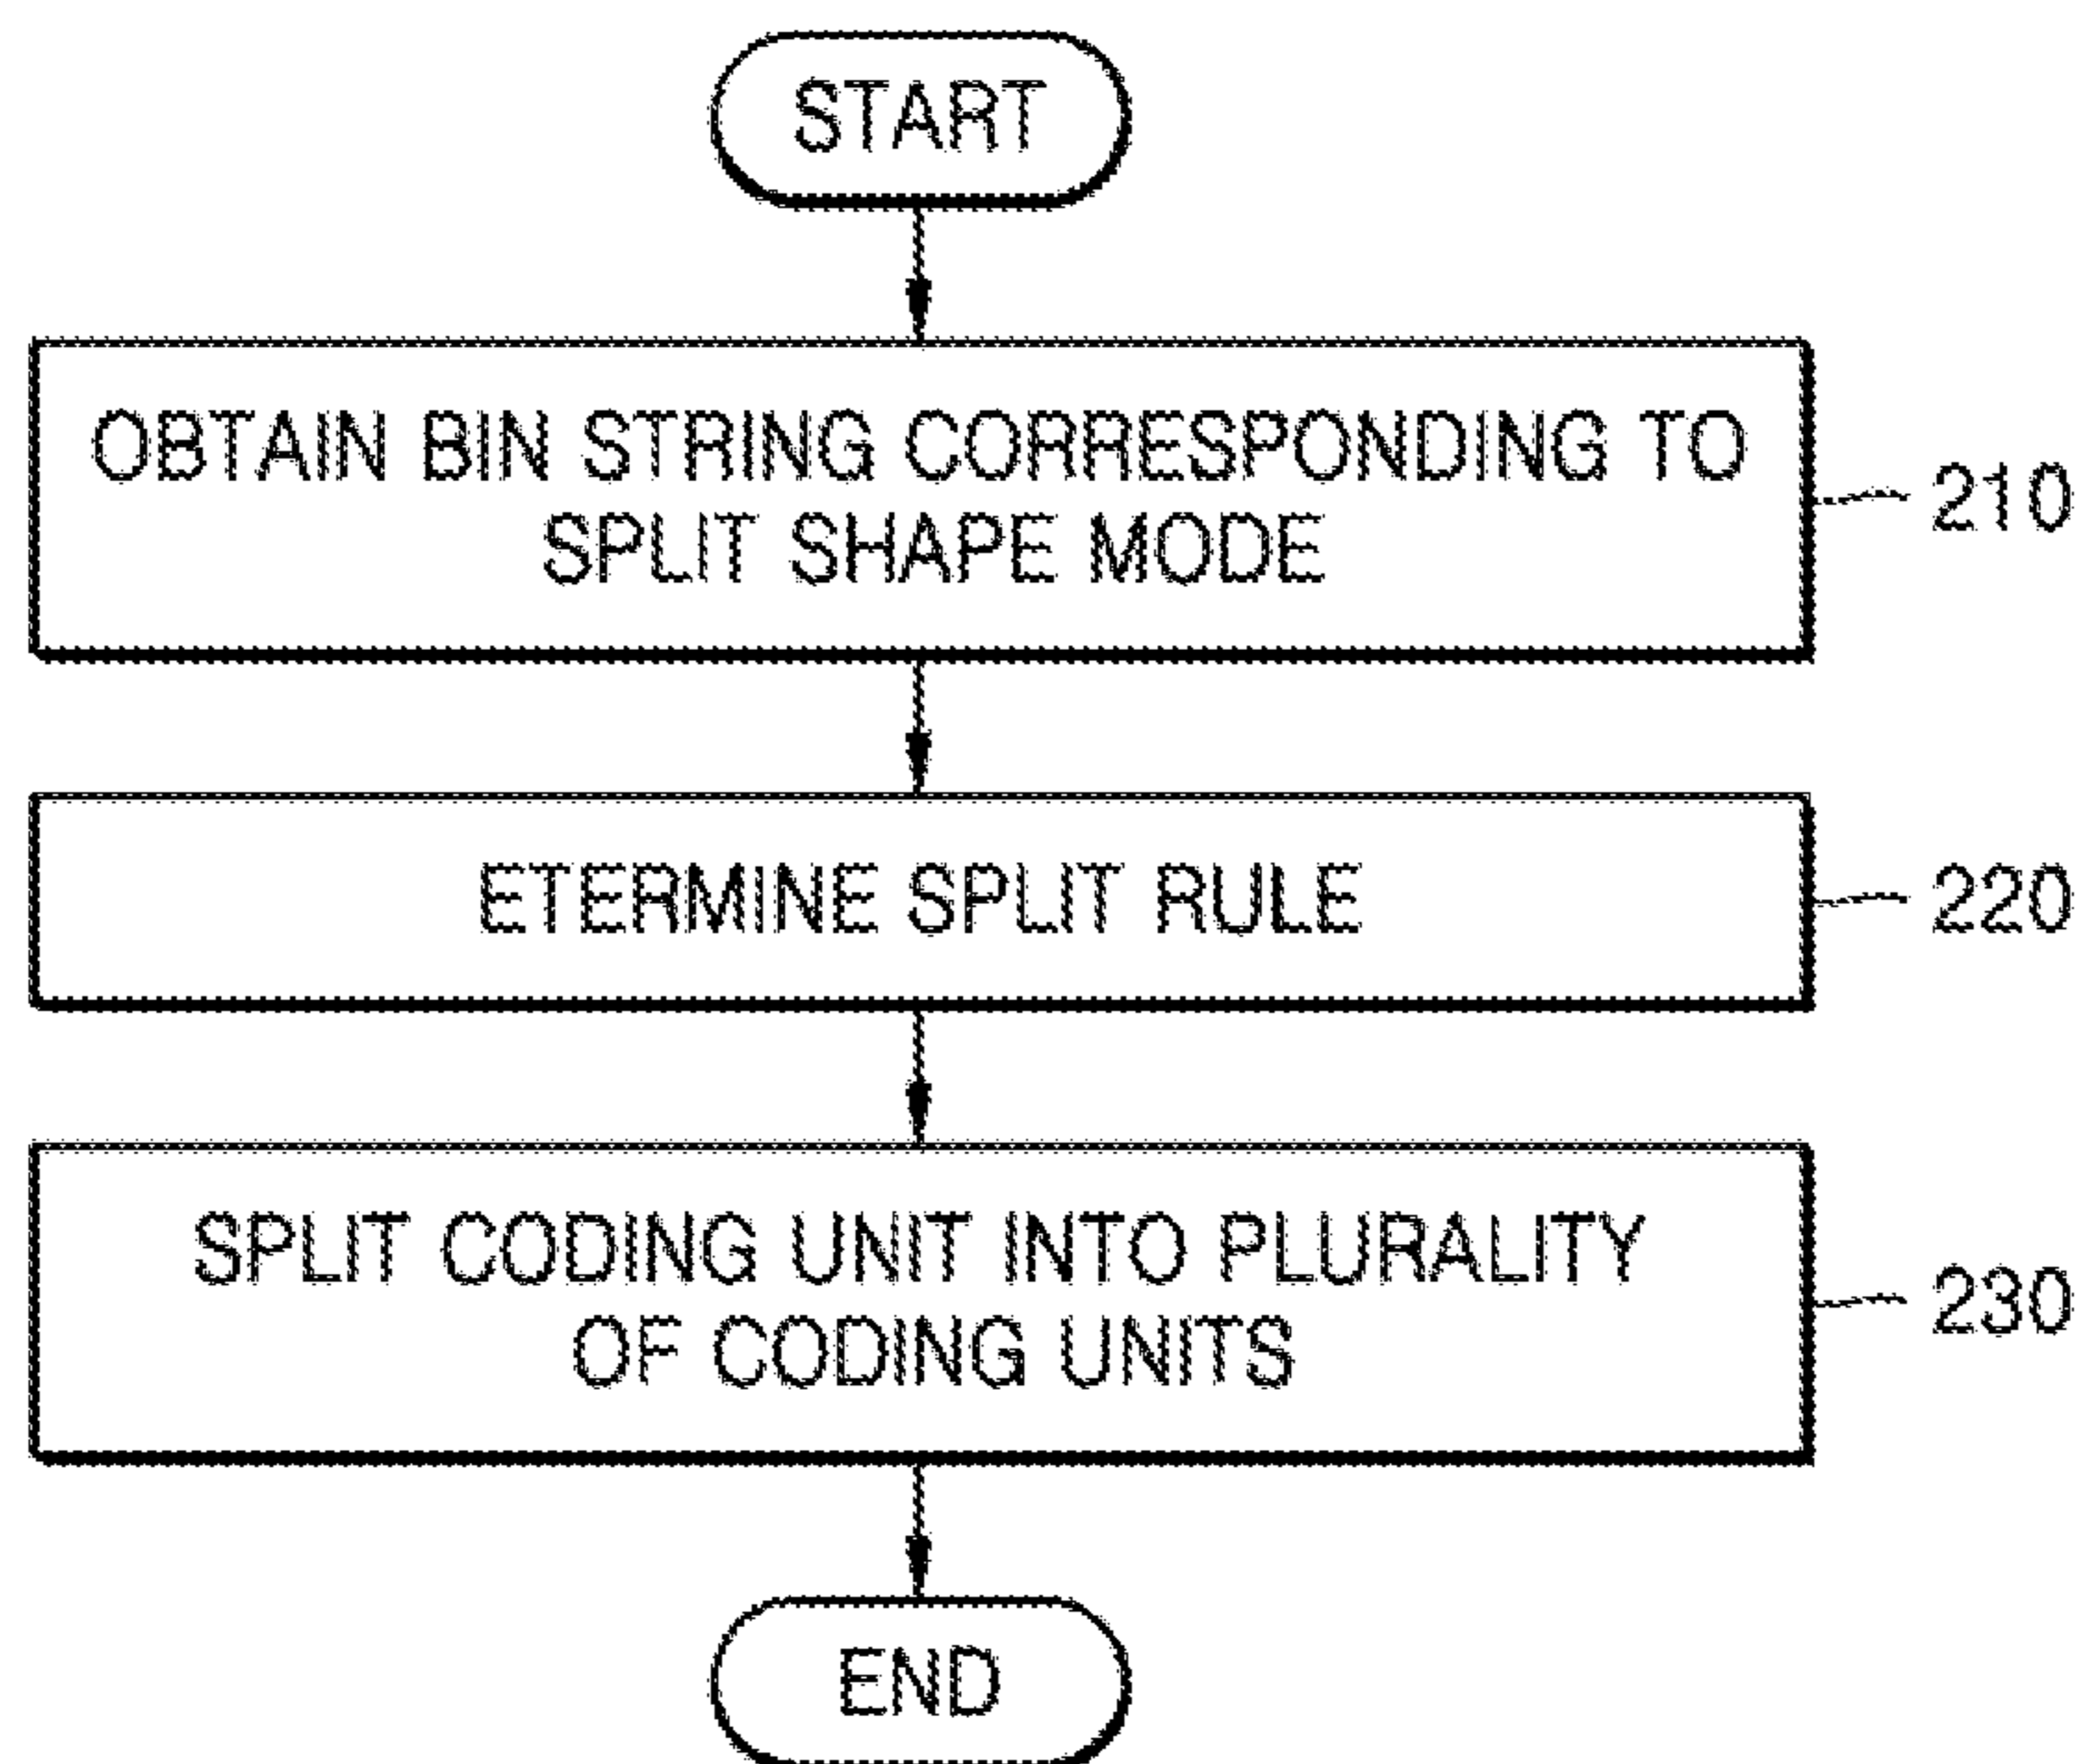 START
OBTAIN BIN STRING CORRESPONDING TO
SPLIT SHAPE MODE
210
ETERMINE SPLIT RULE
220
SPLIT CODING UNIT INTO PLURALITY
OF CODING UNITS
230
END